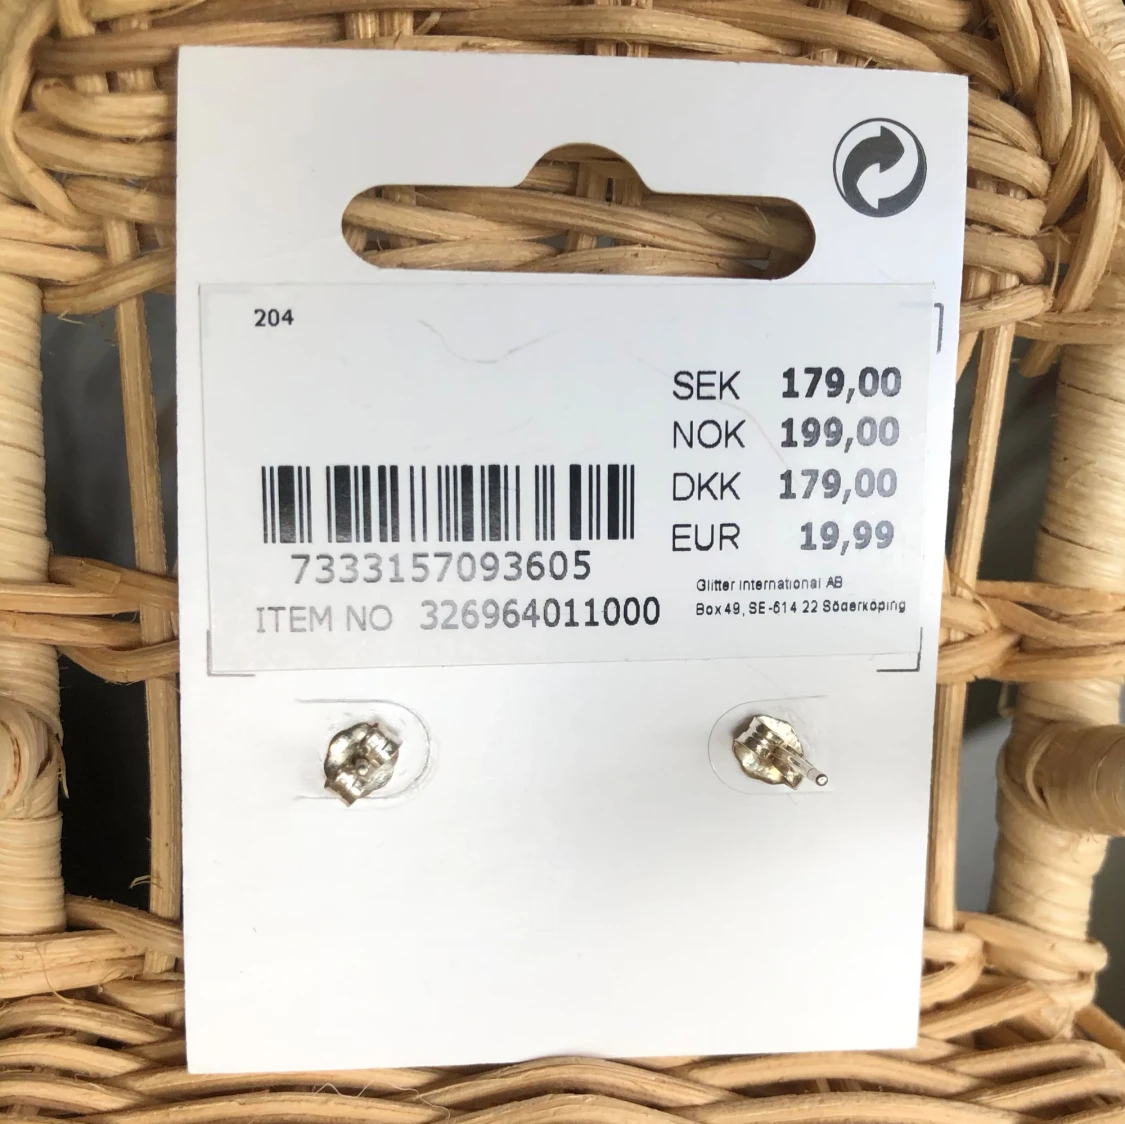 204
SEK 179,00
NOK 199,00
DKK 179,00
EUR 19,99
7333157093605
ITEM NO 326964011000
Glitter International AB
Box 49, SE-614 22 Söderköping